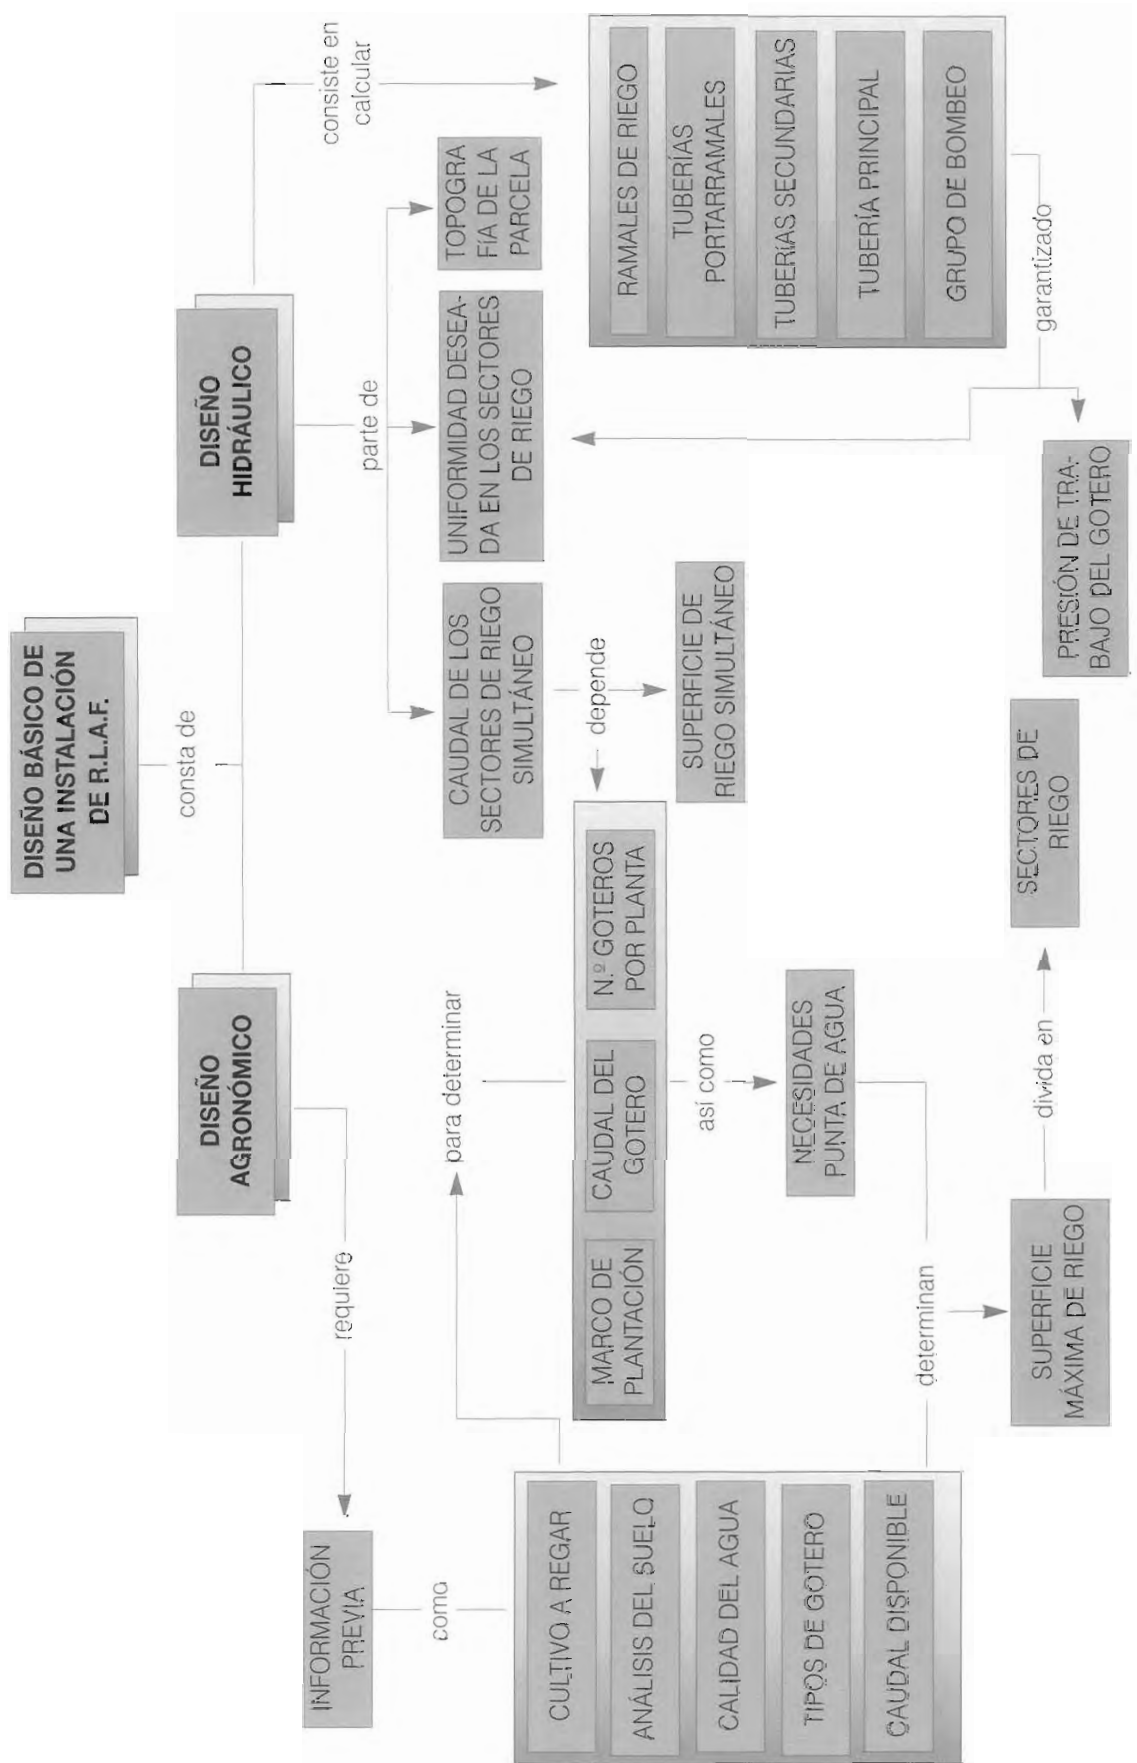 DISEÑO BÁSICO DE
UNA INSTALACIÓN
DE R.L.A.F.
consta de
DISEÑO
AGRONÓMICO
requiere
INFORMACIÓN
PREVIA
como
CULTIVO A REGAR
ANÁLISIS DEL SUELO
CALIDAD DEL AGUA
TIPOS DE GOTERO
CAUDAL DISPONIBLE
para determinar
MARCO DE
PLANTACIÓN
CAUDAL DEL
GOTERO
N.º GOTEROS
POR PLANTA
así como
NECESIDADES
PUNTA DE AGUA
determinan
SUPERFICIE
MÁXIMA DE RIEGO
divida en
SECTORES DE
RIEGO
DISEÑO
HIDRÁULICO
parte de
CAUDAL DE LOS
SECTORES DE RIEGO
SIMULTÁNEO
UNIFORMIDAD DESEA-
DA EN LOS SECTORES
DE RIEGO
TOPOGRA
FÍA DE LA
PARCELA
depende
SUPERFICIE DE
RIEGO SIMULTÁNEO
consiste en
calcular
RAMALES DE RIEGO
TUBERÍAS
PORTARRAMALES
TUBERÍAS SECUNDARIAS
TUBERÍA PRINCIPAL
GRUPO DE BOMBEO
garantizado
PRESIÓN DE TRA-
BAJO DEL GOTERO